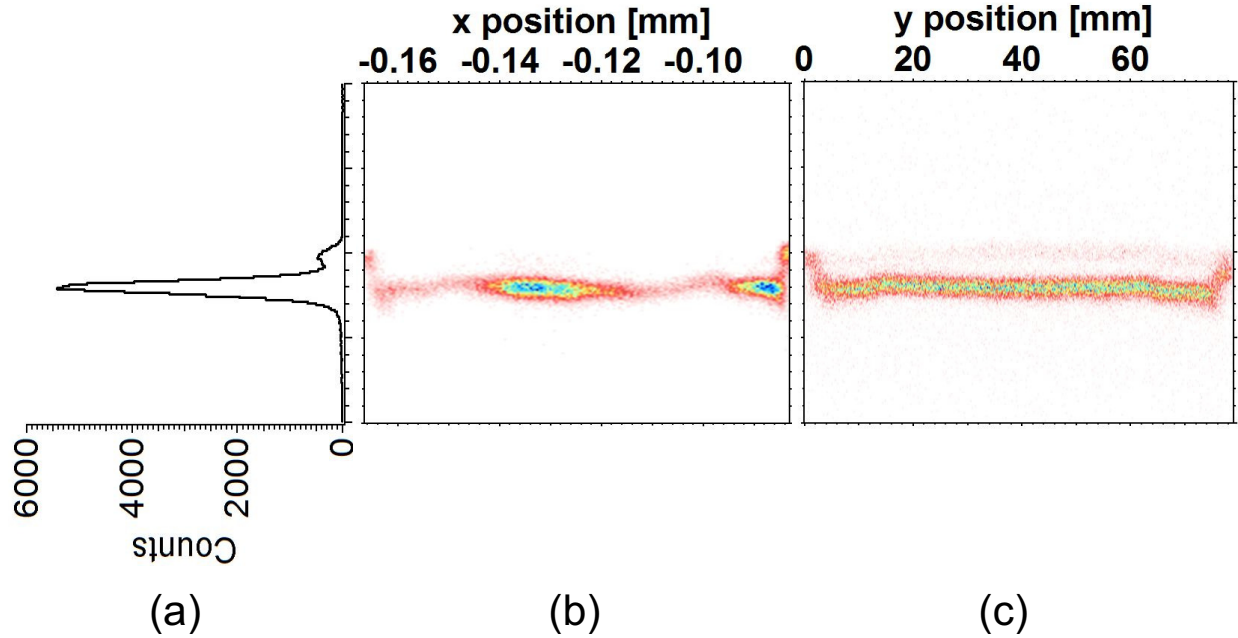 x position [mm]
-0.16 -0.14 -0.12 -0.10
y position [mm]
0 20 40 60
6000 4000 2000 0
Counts
(a) (b) (c)